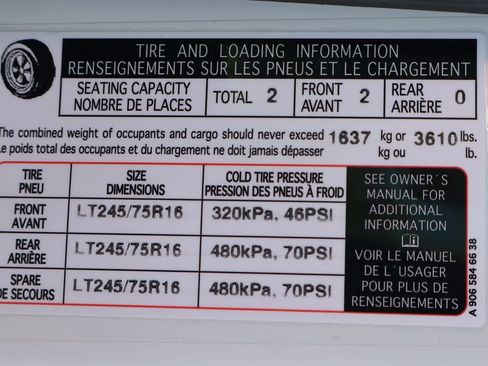 TIRE AND LOADING INFORMATION
RENSEIGNEMENTS SUR LES PNEUS ET LE CHARGEMENT
SEATING CAPACITY
NOMBRE DE PLACES
TOTAL 2
FRONT
AVANT 2
REAR
ARRIÈRE 0
The combined weight of occupants and cargo should never exceed 1637 kg or 3610 lbs.
Le poids total des occupants et du chargement ne doit jamais dépasser kg ou lb.
TIRE
PNEU
SIZE
DIMENSIONS
COLD TIRE PRESSURE
PRESSION DES PNEUS À FROID
FRONT
AVANT
LT245/75R16
320kPa, 46PSI
REAR
ARRIÈRE
LT245/75R16
480kPa, 70PSI
SPARE
DE SECOURS
LT245/75R16
480kPa, 70PSI
SEE OWNER´S
MANUAL FOR
ADDITIONAL
INFORMATION
VOIR LE MANUEL
DE L´USAGER
POUR PLUS DE
RENSEIGNEMENTS
A 906 584 66 38